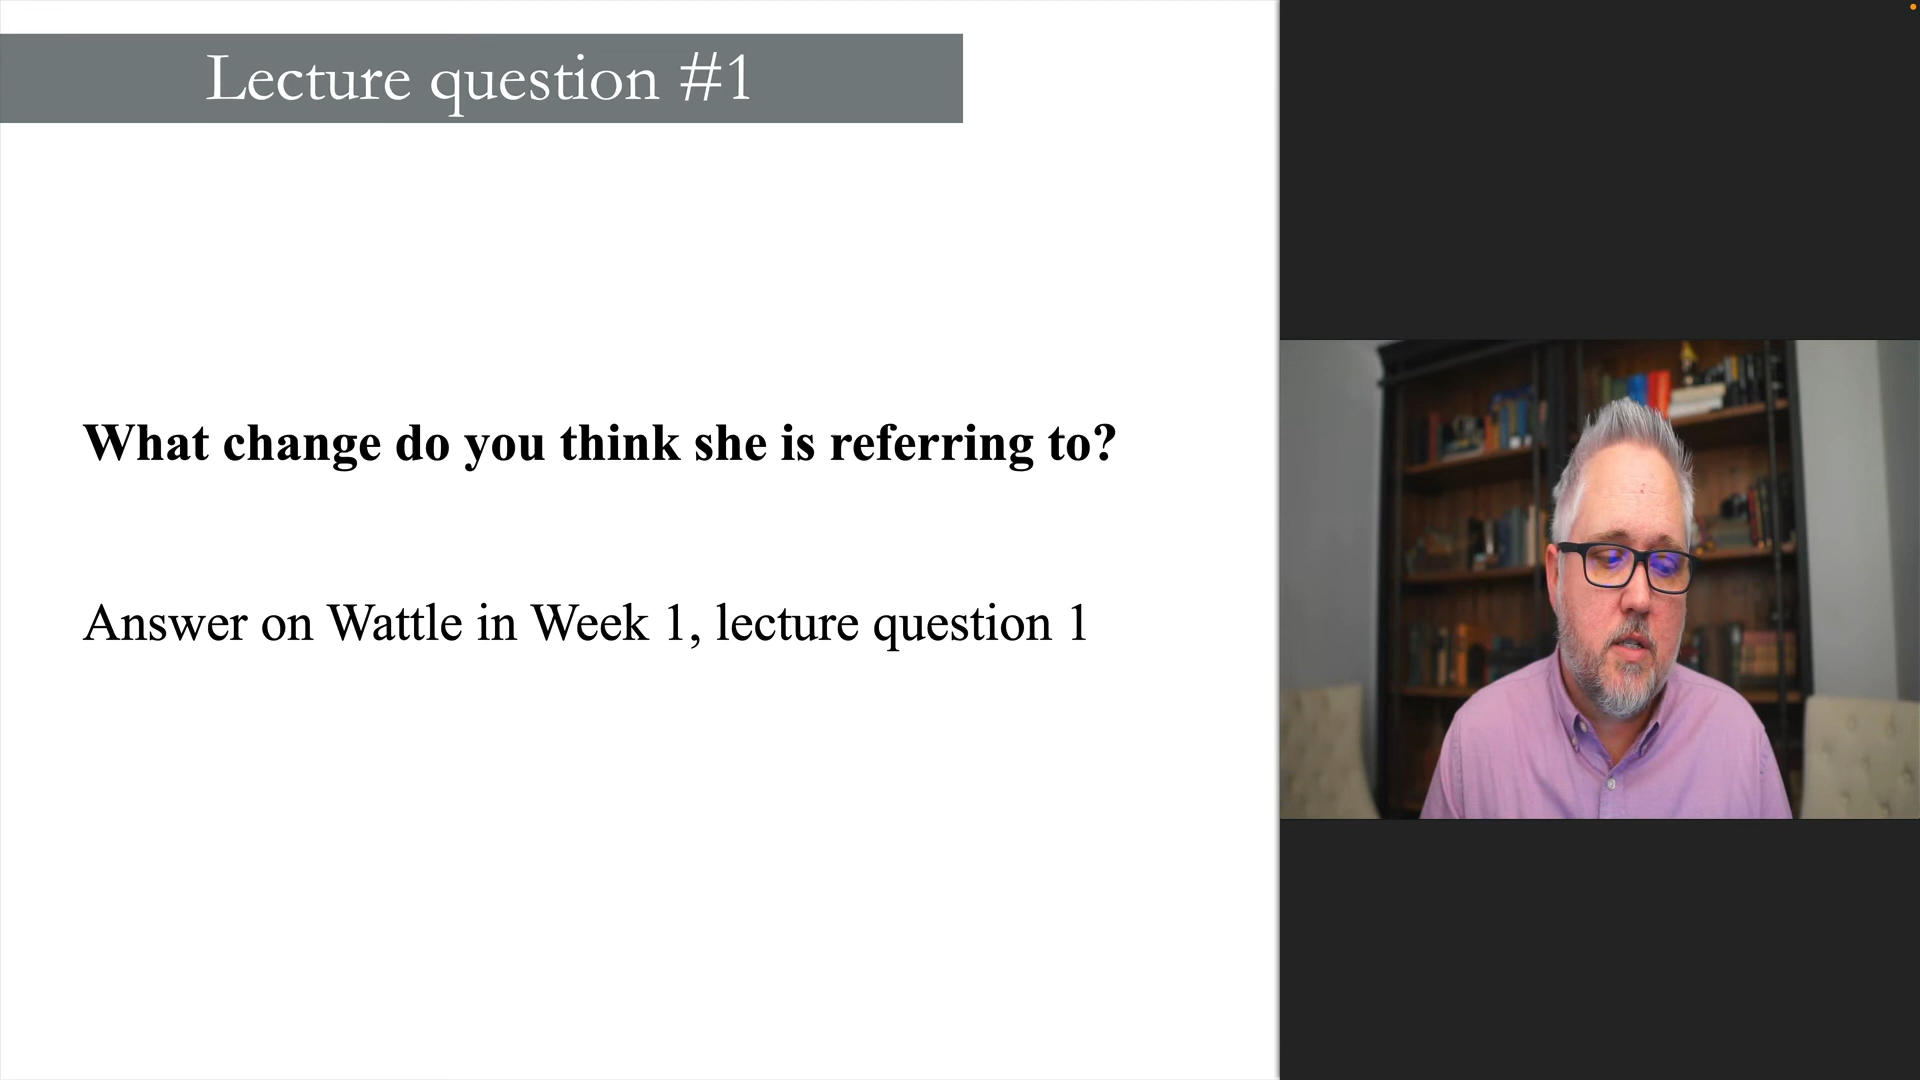 Lecture question #1
What change do you think she is referring to?
Answer on Wattle in Week 1, lecture question 1